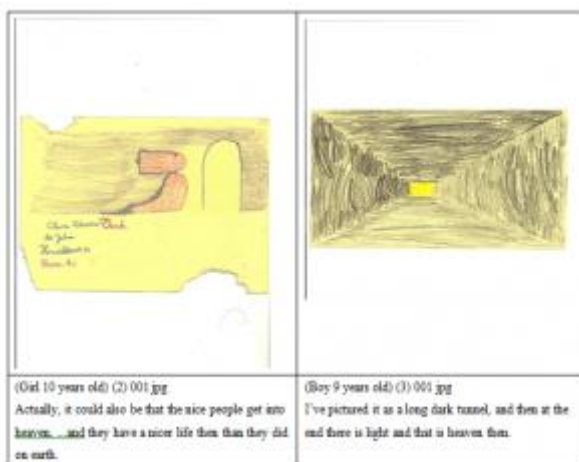 (Girl 10 years old) (2) 001 jpg
Actually, it could also be that the nice people get into
heaven. ...and they have a nicer life then than they did
on earth.
(Boy 9 years old) (3) 001 jpg
I've pictured it as a long dark tunnel, and then at the
end there is light and that is heaven then.